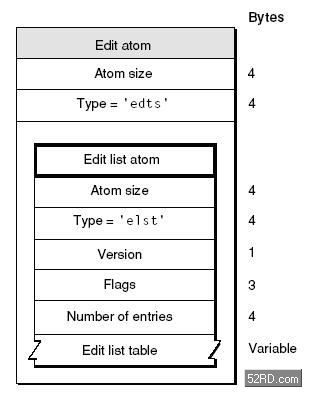 Bytes
Edit atom
Atom size 4
Type = 'edts' 4
Edit list atom
Atom size 4
Type = 'elst' 4
Version 1
Flags 3
Number of entries 4
Edit list table Variable
52RD.com